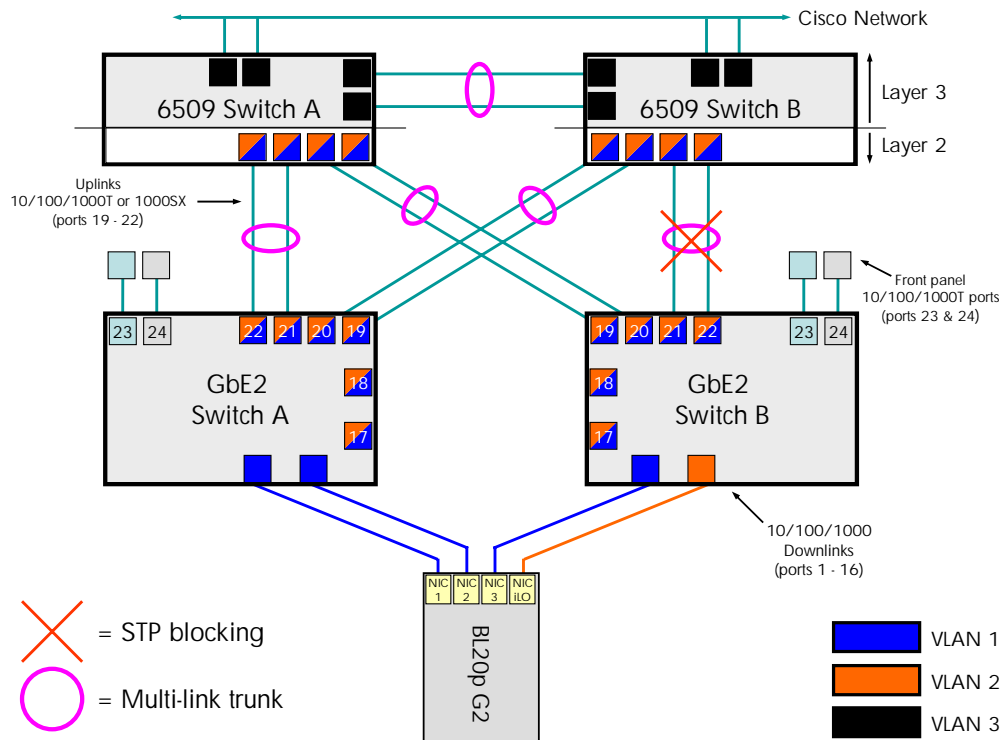 Cisco Network
6509 Switch A
6509 Switch B
Layer 3
Layer 2
Uplinks
10/100/1000T or 1000SX
(ports 19 - 22)
Front panel
10/100/1000T ports
(ports 23 & 24)
23
24
22
21
20
19
18
17
GbE2
Switch A
19
20
21
22
23
24
18
17
GbE2
Switch B
10/100/1000
Downlinks
(ports 1 - 16)
NIC
1
NIC
2
NIC
3
NIC
iLO
BL20p G2
= STP blocking
= Multi-link trunk
VLAN 1
VLAN 2
VLAN 3